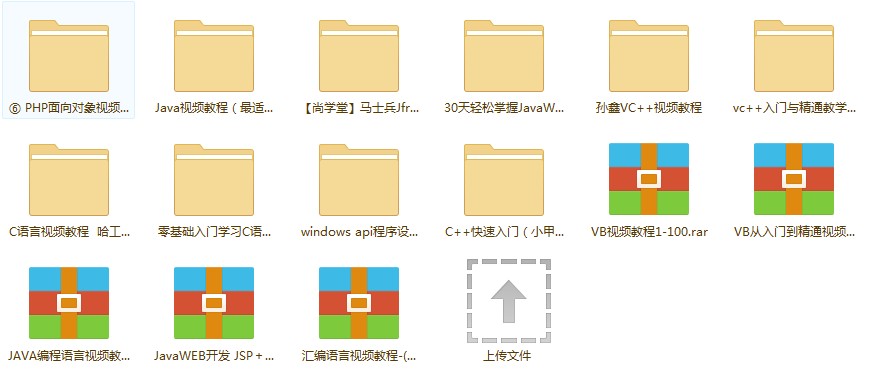 ⑥ PHP面向对象视频...
Java视频教程（最适...
【尚学堂】马士兵Jfr...
30天轻松掌握JavaW...
孙鑫VC++视频教程
vc++入门与精通教学...
C语言视频教程 哈工...
零基础入门学习C语...
windows api程序设...
C++快速入门（小甲...
VB视频教程1-100.rar
VB从入门到精通视频...
JAVA编程语言视频教...
JavaWEB开发 JSP＋...
汇编语言视频教程-(...
上传文件